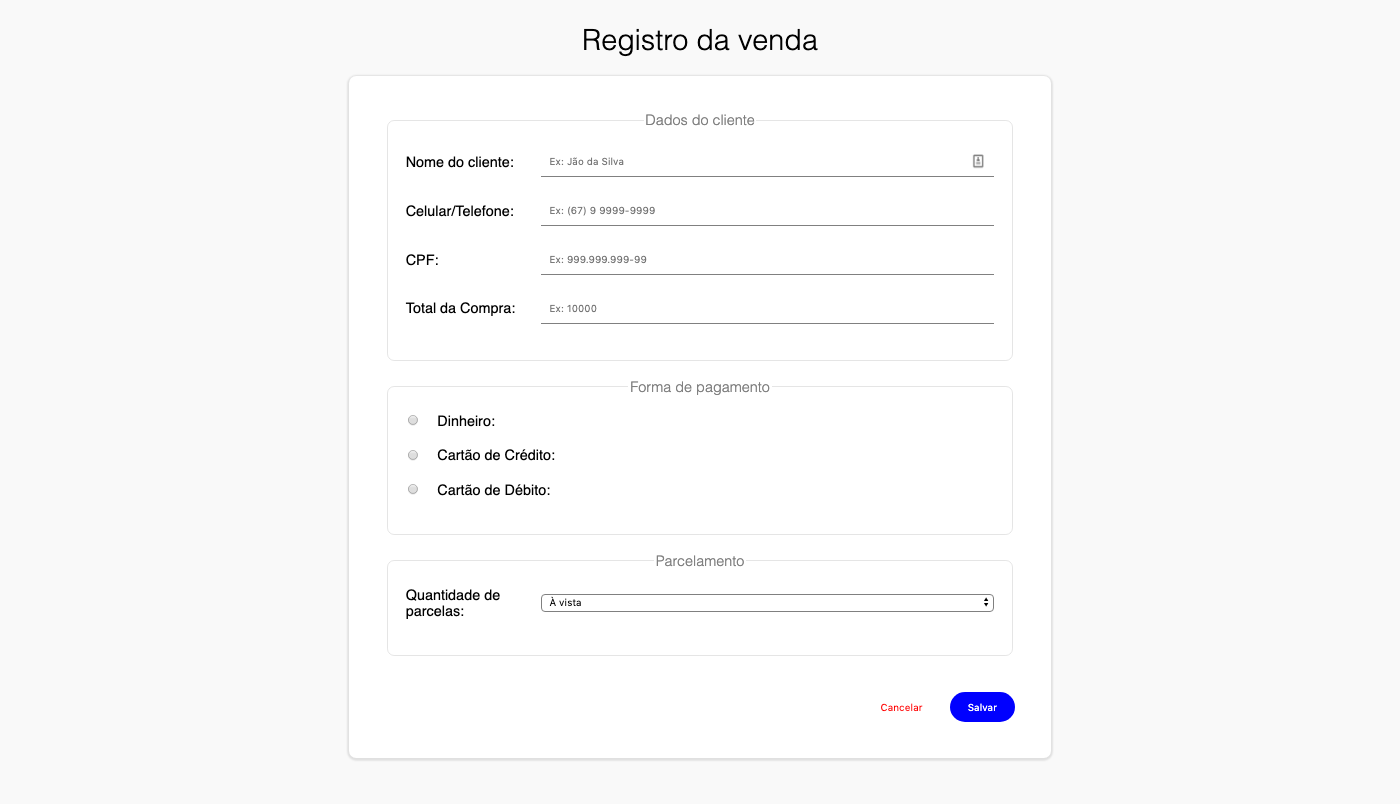 Registro da venda
Dados do cliente
Nome do cliente: Ex: Jão da Silva
Celular/Telefone: Ex: (67) 9 9999-9999
CPF: Ex: 999.999.999-99
Total da Compra: Ex: 10000
Forma de pagamento
Dinheiro:
Cartão de Crédito:
Cartão de Débito:
Parcelamento
Quantidade de
parcelas:
À vista
Cancelar Salvar